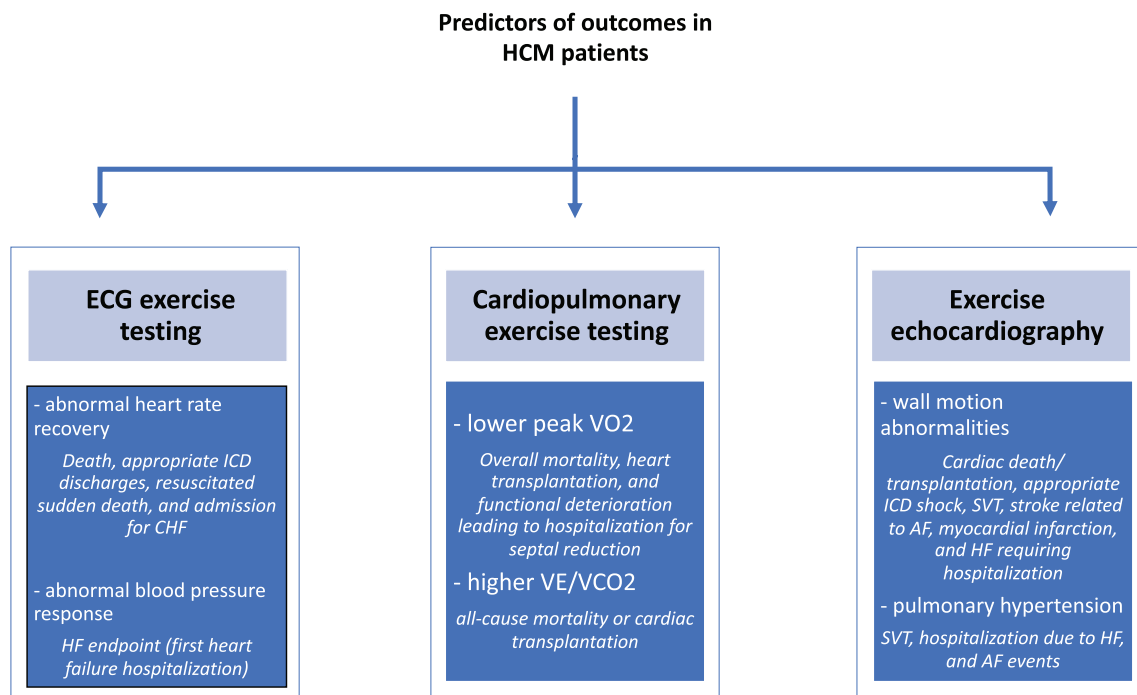 Predictors of outcomes in
HCM patients
ECG exercise
testing
- abnormal heart rate
recovery
Death, appropriate ICD
discharges, resuscitated
sudden death, and admission
for CHF
- abnormal blood pressure
response
HF endpoint (first heart
failure hospitalization)
Cardiopulmonary
exercise testing
- lower peak VO2
Overall mortality, heart
transplantation, and
functional deterioration
leading to hospitalization for
septal reduction
- higher VE/VCO2
all-cause mortality or cardiac
transplantation
Exercise
echocardiography
- wall motion
abnormalities
Cardiac death/
transplantation, appropriate
ICD shock, SVT, stroke related
to AF, myocardial infarction,
and HF requiring
hospitalization
- pulmonary hypertension
SVT, hospitalization due to HF,
and AF events